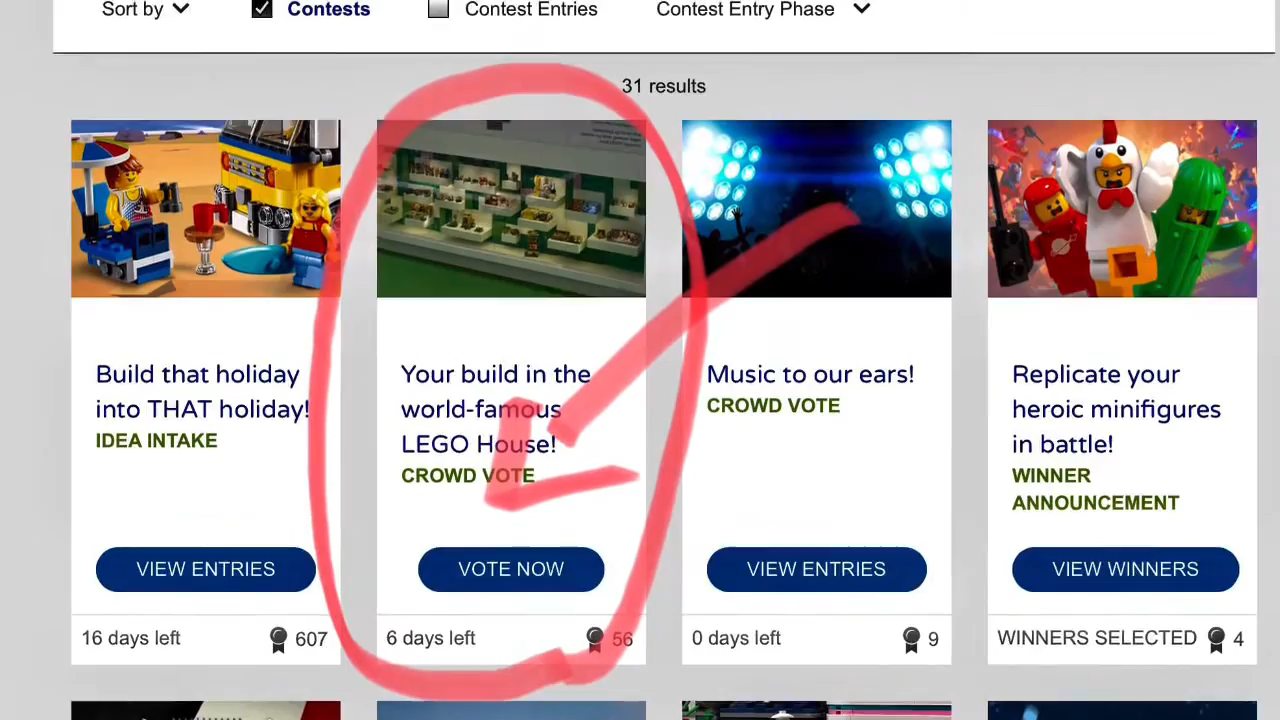 Sort by
Contests
Contest Entries
Contest Entry Phase
31 results
Build that holiday
into THAT holiday!
IDEA INTAKE
VIEW ENTRIES
16 days left
607
Your build in the
world-famous
LEGO House!
CROWD VOTE
VOTE NOW
6 days left
56
Music to our ears!
CROWD VOTE
VIEW ENTRIES
0 days left
9
Replicate your
heroic minifigures
in battle!
WINNER
ANNOUNCEMENT
VIEW WINNERS
WINNERS SELECTED
4